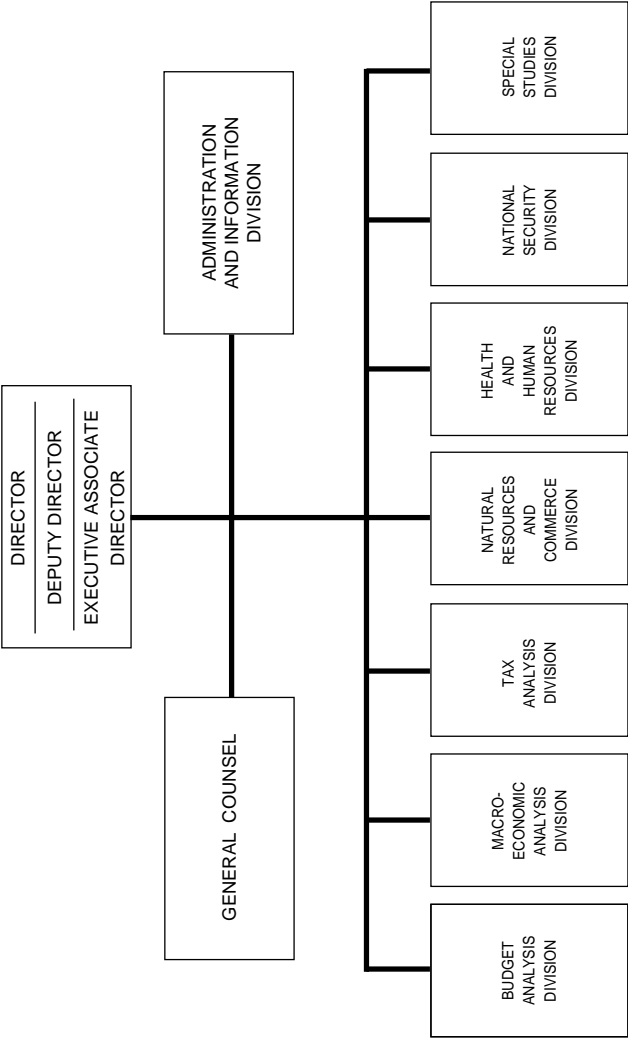 DIRECTOR
DEPUTY DIRECTOR
EXECUTIVE ASSOCIATE
DIRECTOR
GENERAL COUNSEL
ADMINISTRATION
AND INFORMATION
DIVISION
BUDGET
ANALYSIS
DIVISION
MACRO-
ECONOMIC
ANALYSIS
DIVISION
TAX
ANALYSIS
DIVISION
NATURAL
RESOURCES
AND
COMMERCE
DIVISION
HEALTH
AND
HUMAN
RESOURCES
DIVISION
NATIONAL
SECURITY
DIVISION
SPECIAL
STUDIES
DIVISION